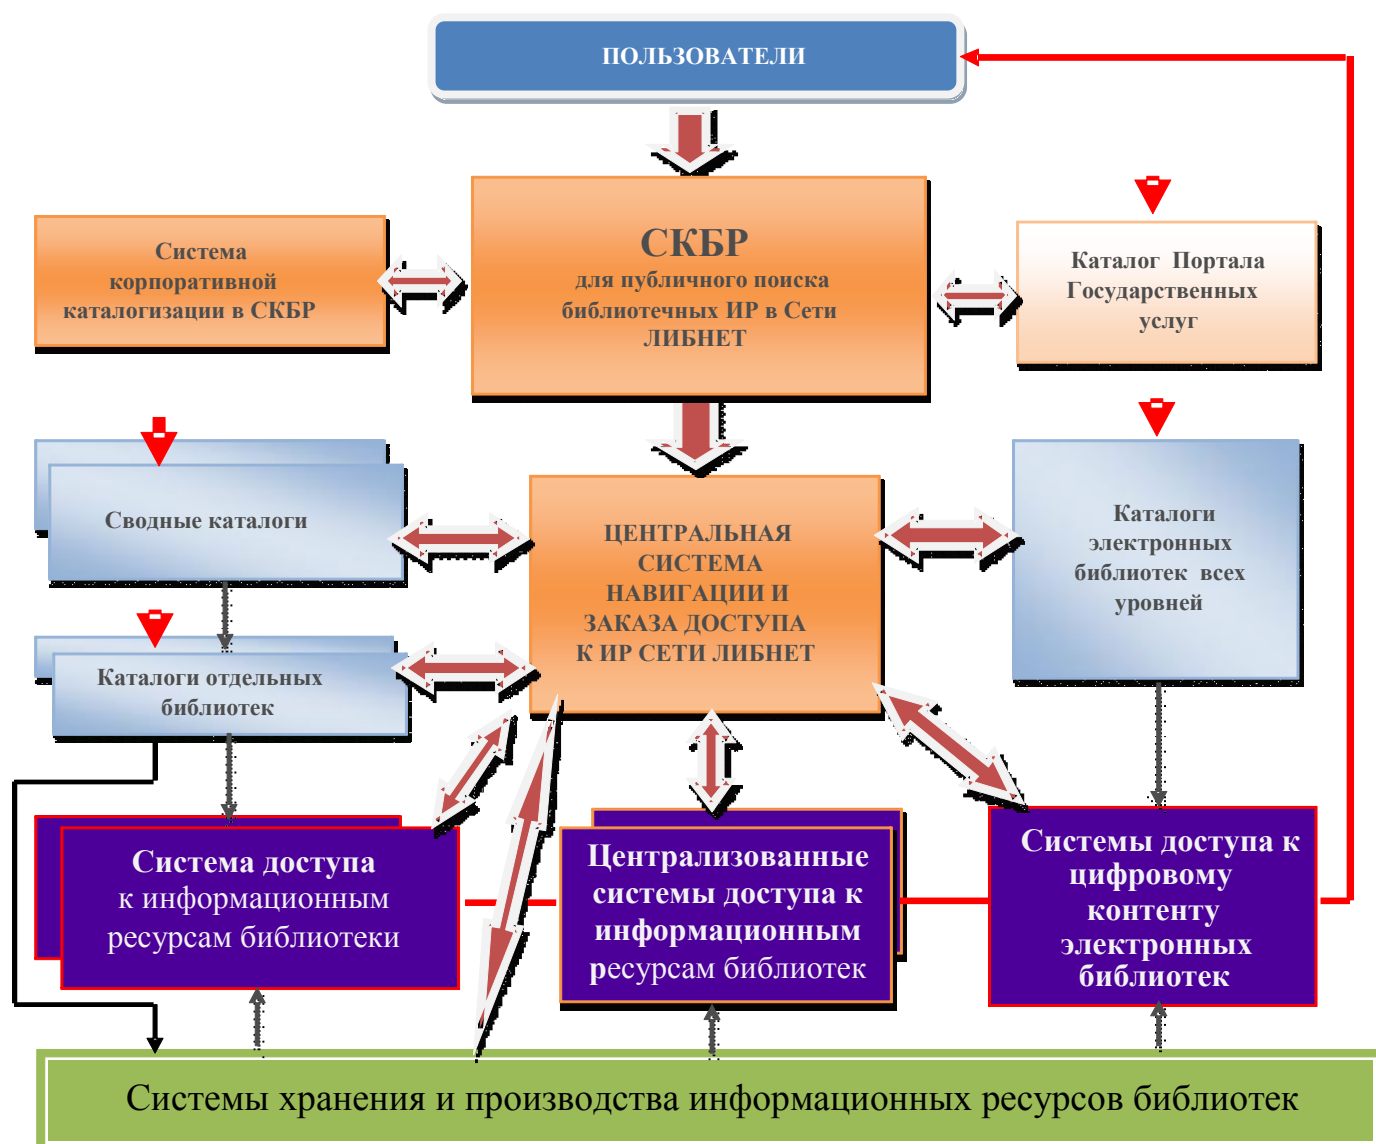 ПОЛЬЗОВАТЕЛИ
Система
корпоративной
каталогизации в СКБР
СКБР
для публичного поиска
библиотечных ИР в Сети
ЛИБНЕТ
Каталог Портала
Государственных
услуг
Сводные каталоги
ЦЕНТРАЛЬНАЯ
СИСТЕМА
НАВИГАЦИИ И
ЗАКАЗА ДОСТУПА
К ИР СЕТИ ЛИБНЕТ
Каталоги
электронных
библиотек всех
уровней
Каталоги отдельных
библиотек
Система доступа
к информационным
ресурсам библиотеки
Централизованные
системы доступа к
информационным
ресурсам библиотек
Системы доступа к
цифровому
контенту
электронных
библиотек
Системы хранения и производства информационных ресурсов библиотек